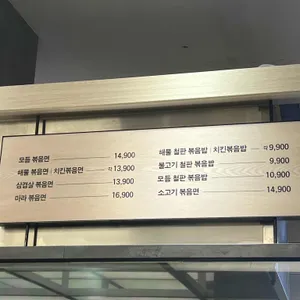 모듬 볶음면 14,900
해물 볶음면 | 치킨볶음면 각13,900
삼겹살 볶음면 13,900
마라 볶음면 16,900
해물 철판 볶음밥 | 치킨볶음밥 각9,900
불고기 철판 볶음밥 9,900
모듬 철판 볶음밥 10,900
소고기 볶음면 14,900